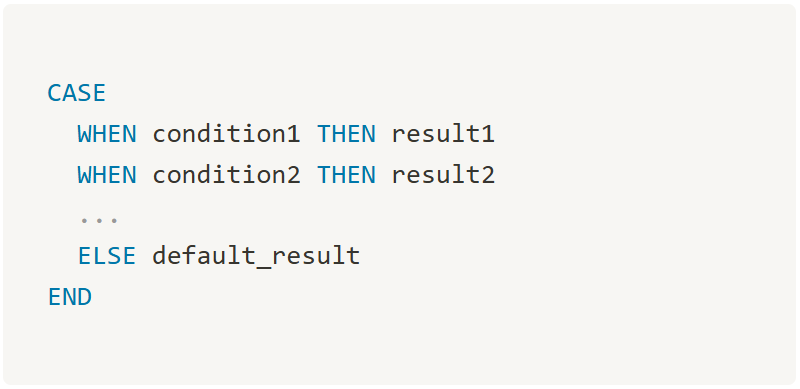 CASE
  WHEN condition1 THEN result1
  WHEN condition2 THEN result2
  ...
  ELSE default_result
END